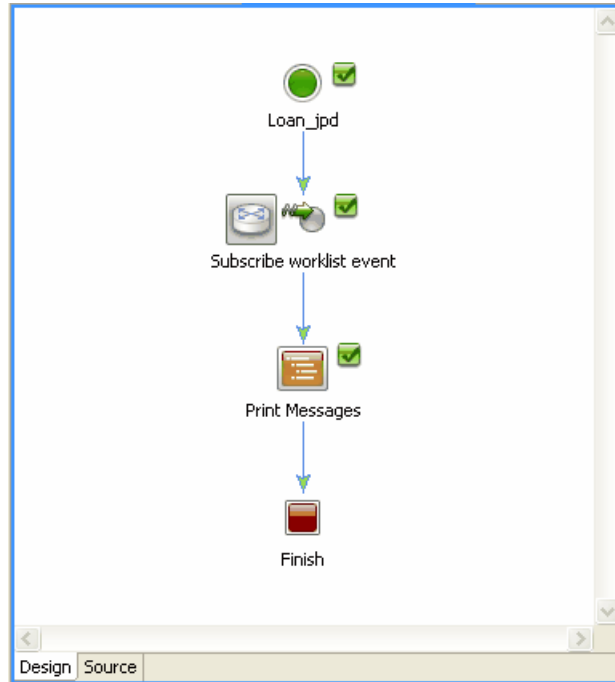 Loan_jpd
Subscribe worklist event
Print Messages
Finish
Design Source